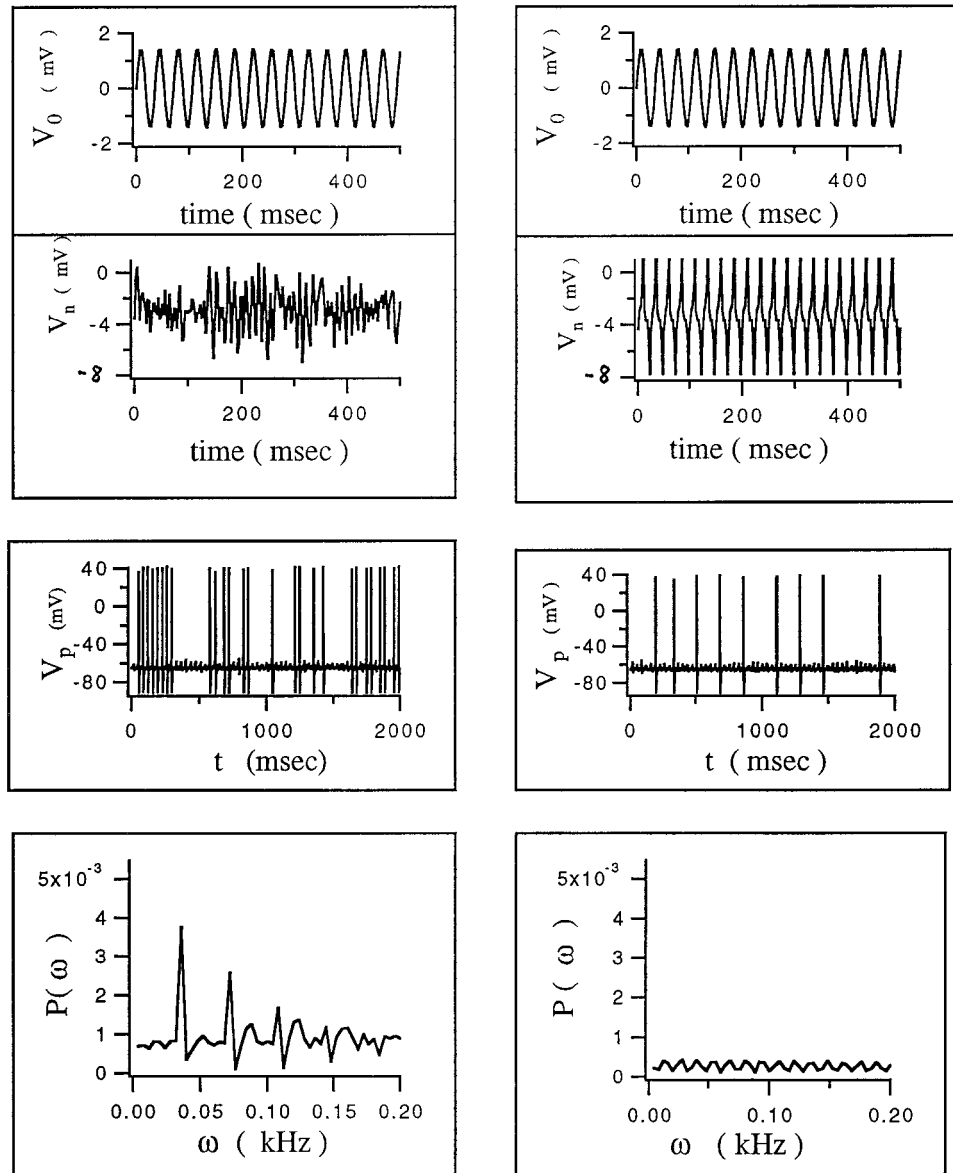 2
0
-2
V₀ ( mV )
0 200 400
time ( msec )
2
0
-2
V₀ ( mV )
0 200 400
time ( msec )
0
-4
-8
Vₙ ( mV )
0 200 400
time ( msec )
0
-4
-8
Vₙ ( mV )
0 200 400
time ( msec )
40
0
-40
-80
Vₚ (mV)
0 1000 2000
t (msec)
40
0
-40
-80
Vₚ ( mV )
0 1000 2000
t ( msec )
5x10⁻³
4
3
2
1
0
P(ω)
0.00 0.05 0.10 0.15 0.20
ω ( kHz )
5x10⁻³
4
3
2
1
0
P ( ω )
0.00 0.10 0.20
ω ( kHz )